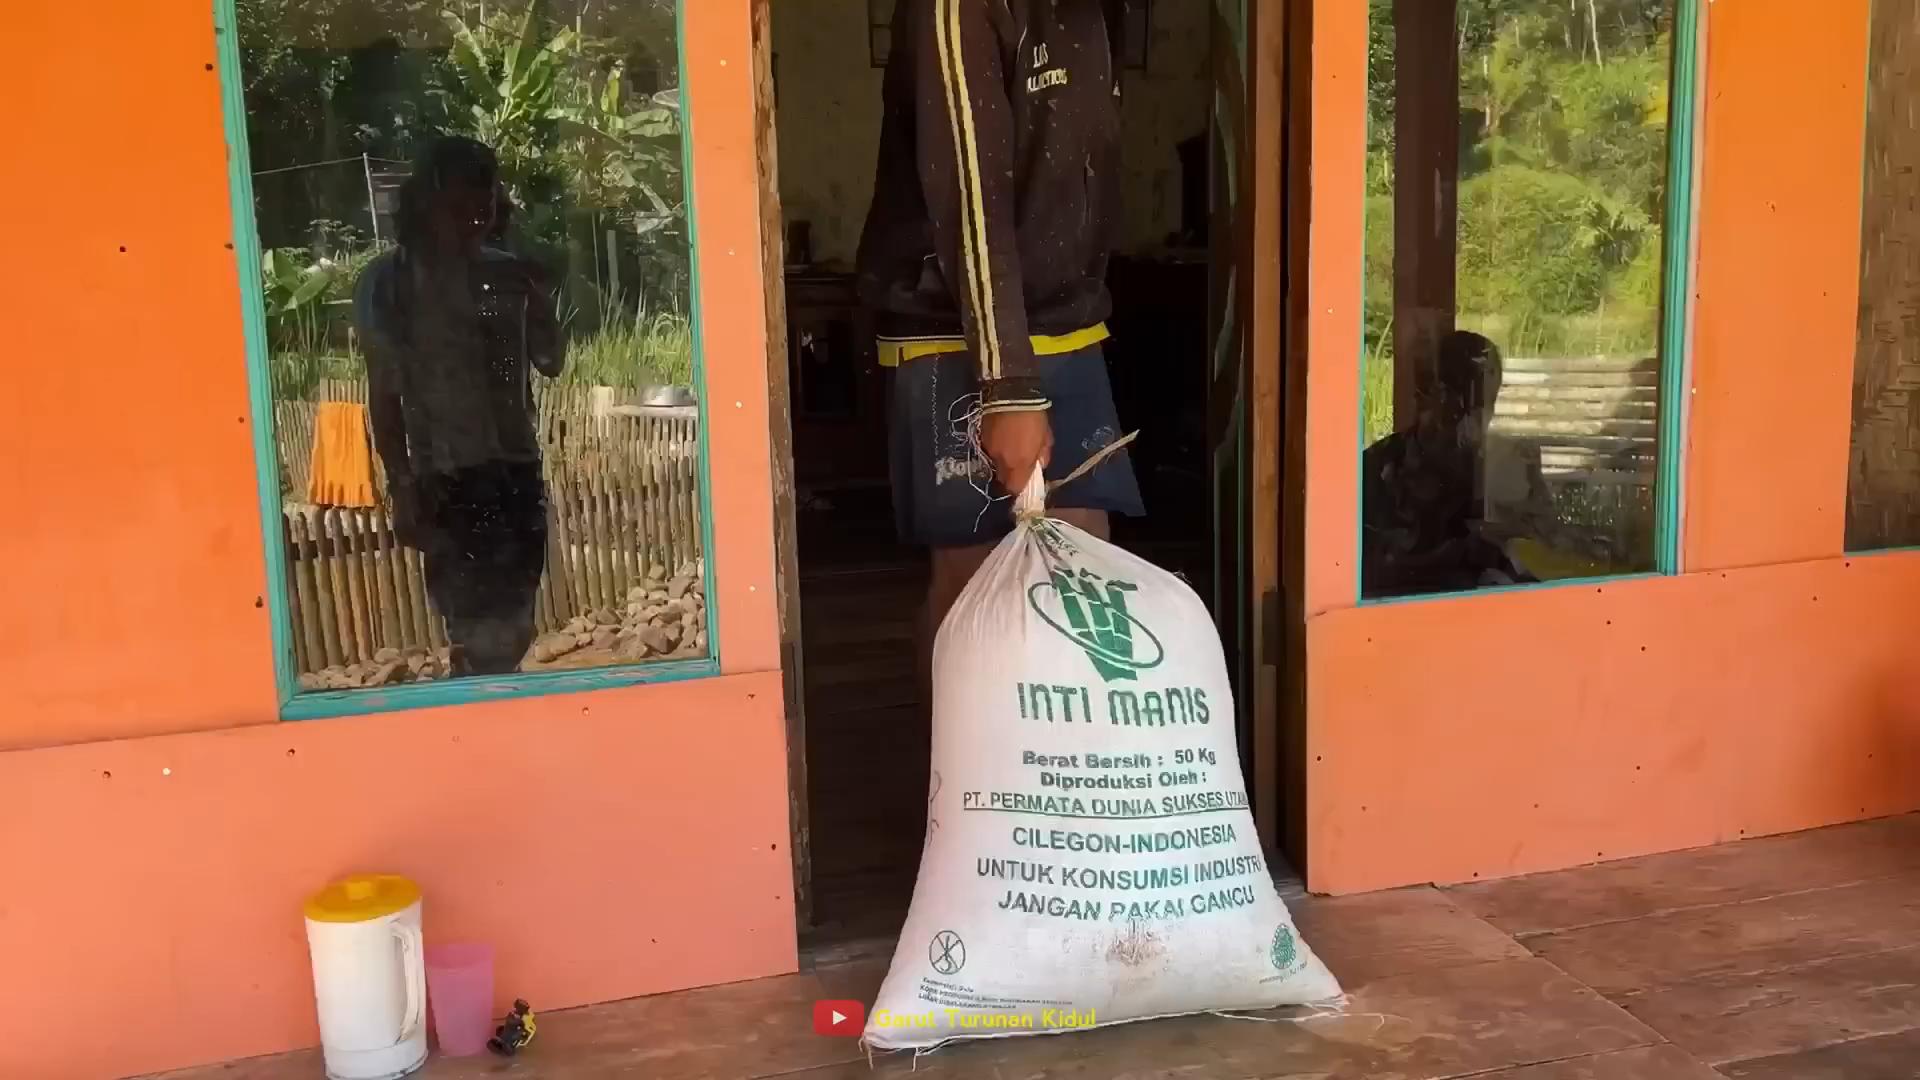 INTI MANIS
Berat Bersih : 50 Kg
Diproduksi Oleh :
PT. PERMATA DUNIA SUKSES UTAMA
CILEGON-INDONESIA
UNTUK KONSUMSI INDUSTRI
JANGAN PAKAI GANCU
Garut Turunan Kidul